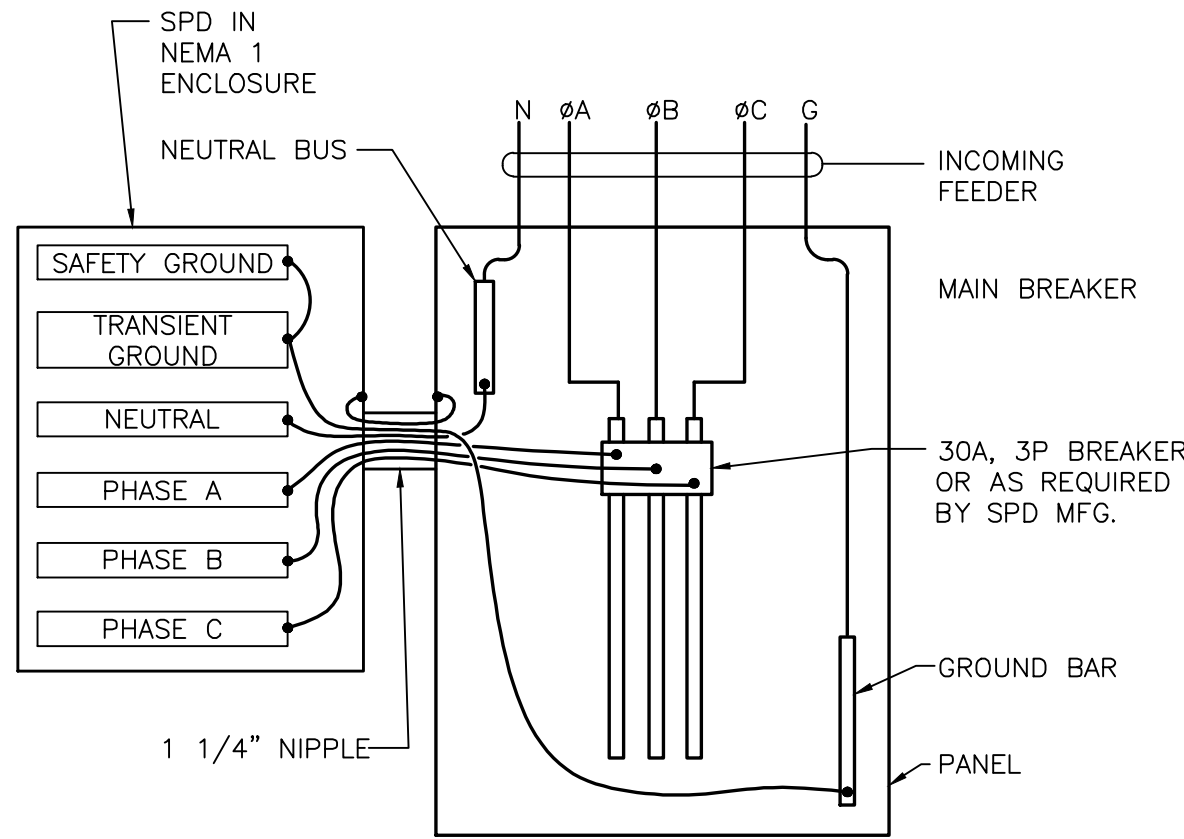 SPD IN
NEMA 1
ENCLOSURE
NEUTRAL BUS
N øA øB øC G
INCOMING
FEEDER
MAIN BREAKER
SAFETY GROUND
TRANSIENT
GROUND
NEUTRAL
PHASE A
PHASE B
PHASE C
30A, 3P BREAKER
OR AS REQUIRED
BY SPD MFG.
GROUND BAR
1 1/4" NIPPLE
PANEL